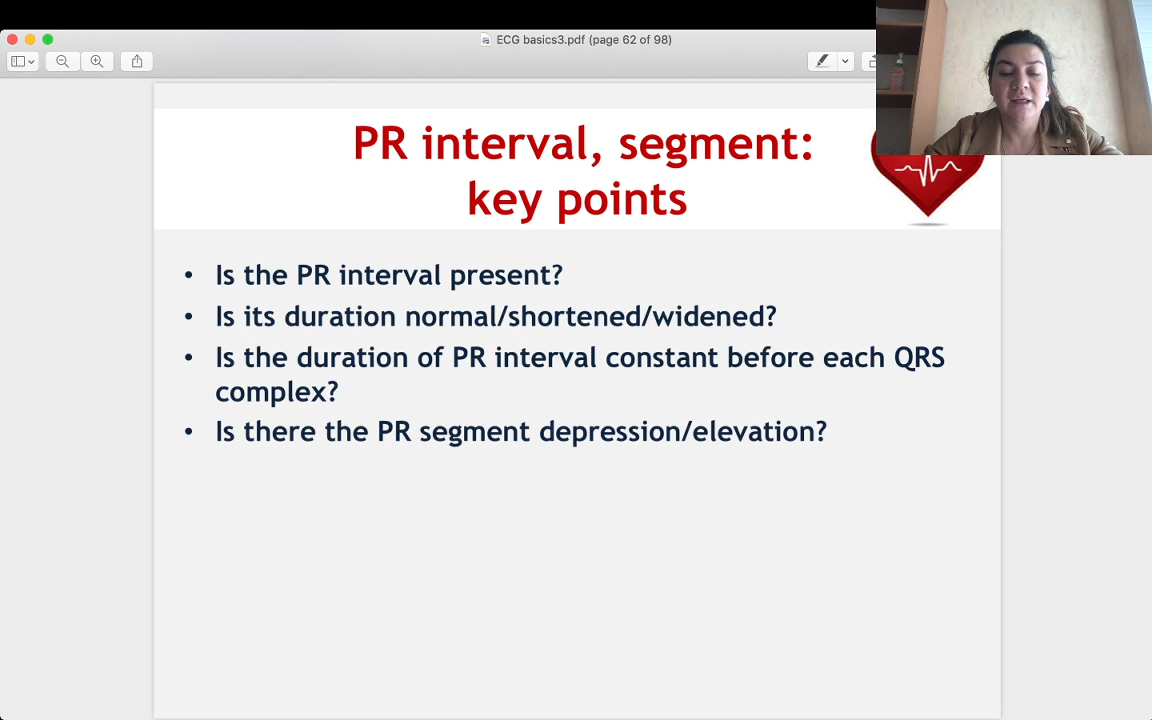 ECG basics3.pdf (page 62 of 98)
PR interval, segment:
key points
• Is the PR interval present?
• Is its duration normal/shortened/widened?
• Is the duration of PR interval constant before each QRS
complex?
• Is there the PR segment depression/elevation?